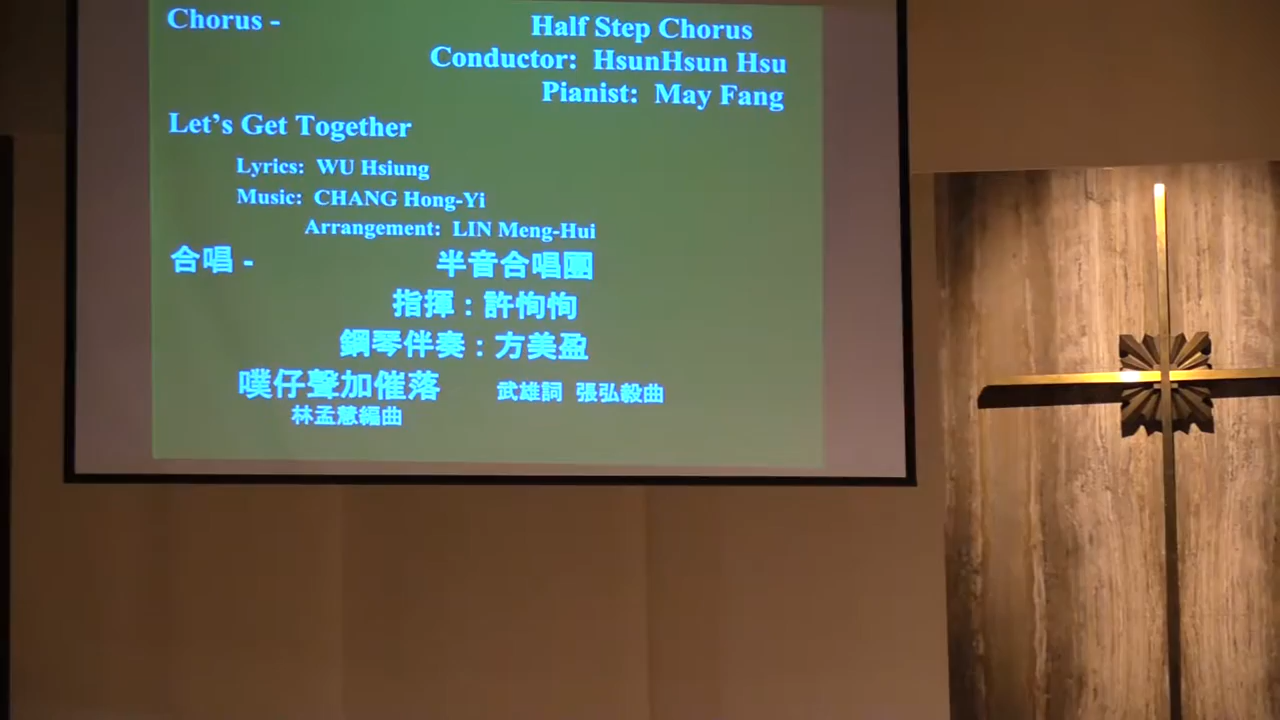 Chorus - Half Step Chorus
Conductor: HsunHsun Hsu
Pianist: May Fang
Let's Get Together
Lyrics: WU Hsiung
Music: CHANG Hong-Yi
Arrangement: LIN Meng-Hui
合唱 - 半音合唱團
指揮：許恂恂
鋼琴伴奏：方美盈
噗仔聲加催落 武雄詞 張弘毅曲
林孟慧編曲